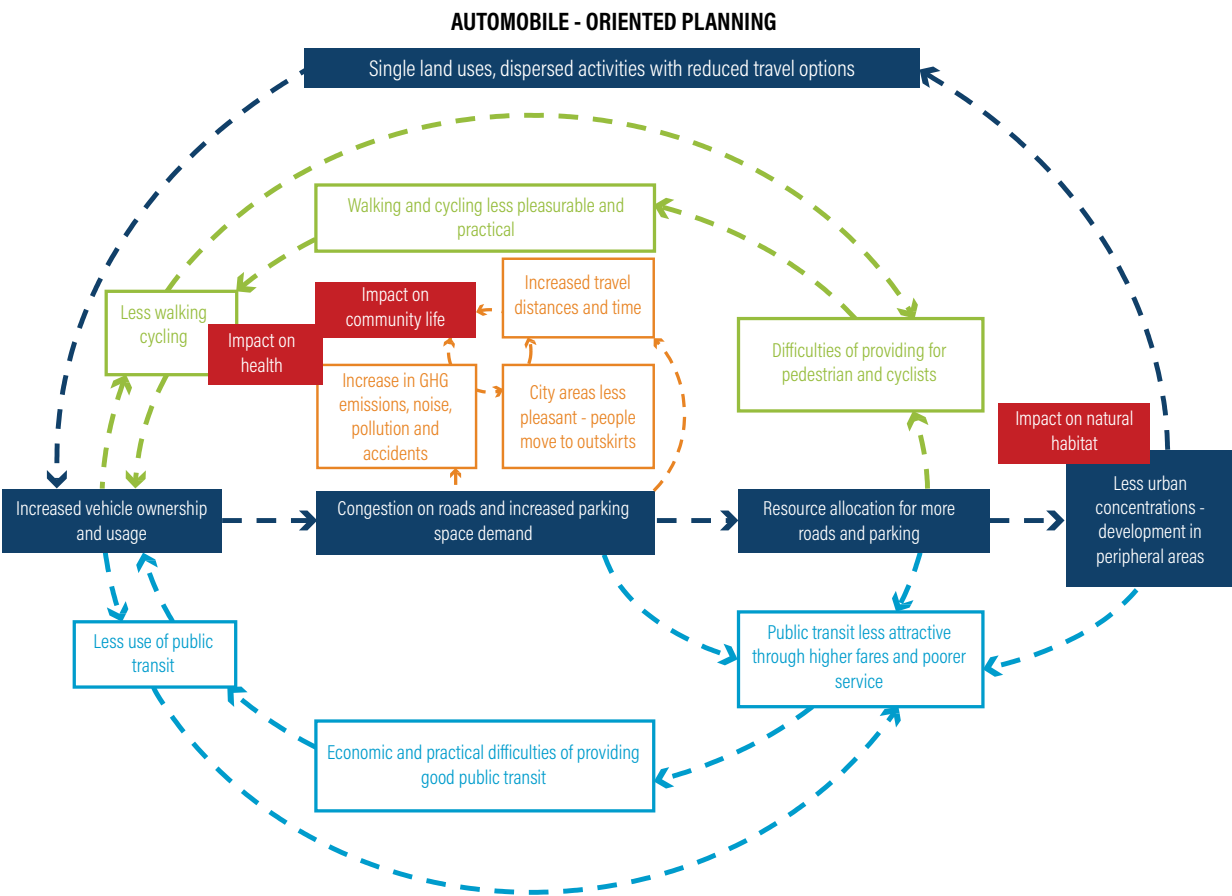 AUTOMOBILE - ORIENTED PLANNING
Single land uses, dispersed activities with reduced travel options
Walking and cycling less pleasurable and
practical
Less walking
cycling
Impact on
health
Impact on
community life
Increased travel
distances and time
Increase in GHG
emissions, noise,
pollution and
accidents
City areas less
pleasant - people
move to outskirts
Difficulties of providing for
pedestrian and cyclists
Impact on natural
habitat
Increased vehicle ownership
and usage
Congestion on roads and increased parking
space demand
Resource allocation for more
roads and parking
Less urban
concentrations -
development in
peripheral areas
Less use of public
transit
Public transit less attractive
through higher fares and poorer
service
Economic and practical difficulties of providing
good public transit